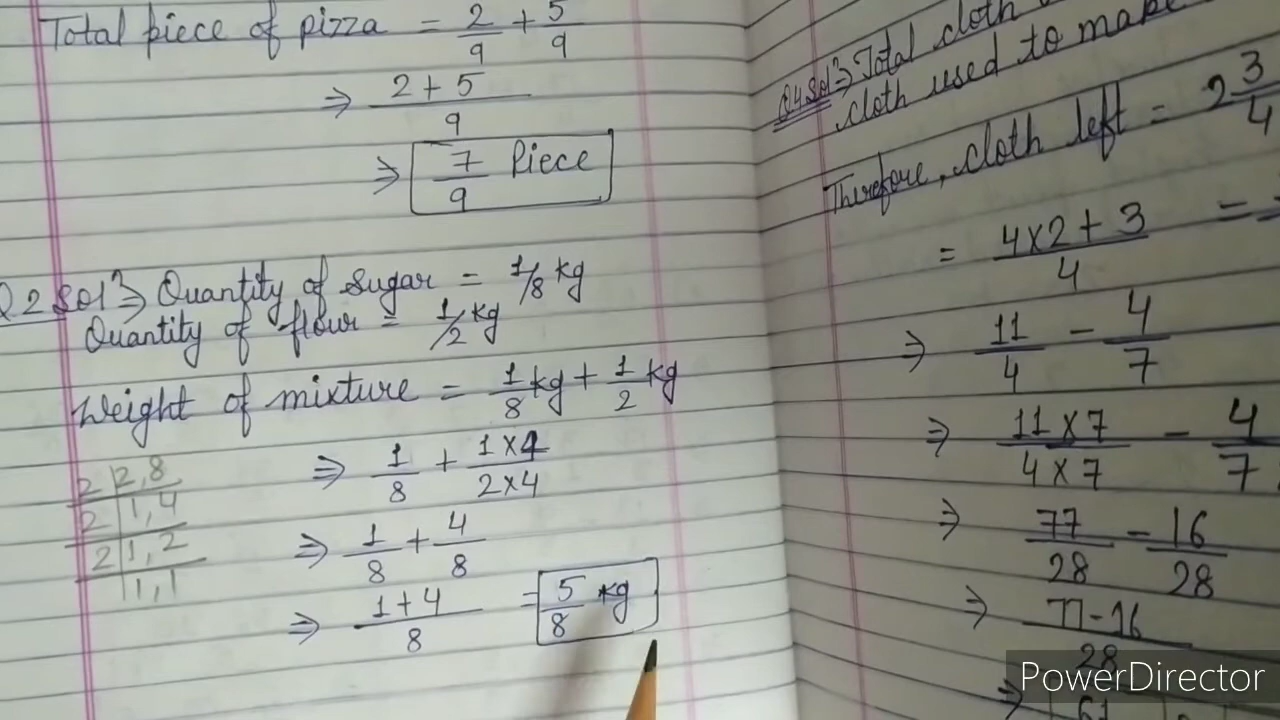 Total piece of pizza = 2/9 + 5/9
⇒ 2+5/9
⇒ 7/9 Piece
Q2 Solⁿ⇒ Quantity of sugar = 1/8 kg
Quantity of flour = 1/2 kg
Weight of mixture = 1/8 kg + 1/2 kg
⇒ 1/8 + 1×4/2×4
⇒ 1/8 + 4/8
⇒ 1+4/8 = 5/8 kg
2|2,8
2|1,4
2|1,2
|1,1
Q4 Solⁿ⇒ Total cloth
cloth used to make
Therefore, cloth left = 2 3/4
= 4×2+3/4 =
⇒ 11/4 - 4/7
⇒ 11×7/4×7 - 4/7
⇒ 77/28 - 16/28
⇒ 77-16/28
⇒ 61
PowerDirector